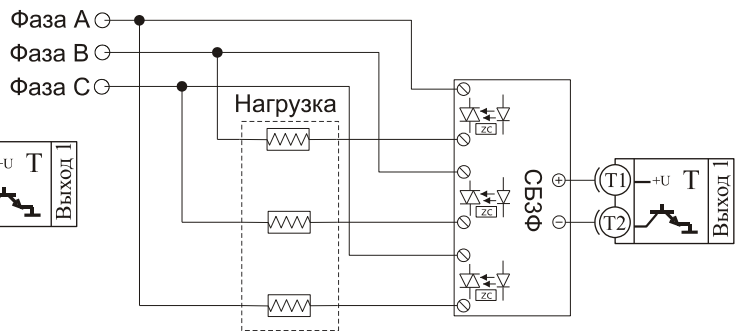 Фаза А
Фаза В
Фаза С
Нагрузка
ZC
ZC
ZC
СБ3Ф
+
−
T1
T2
+U
T
Выход 1
-U
T
Выход 1